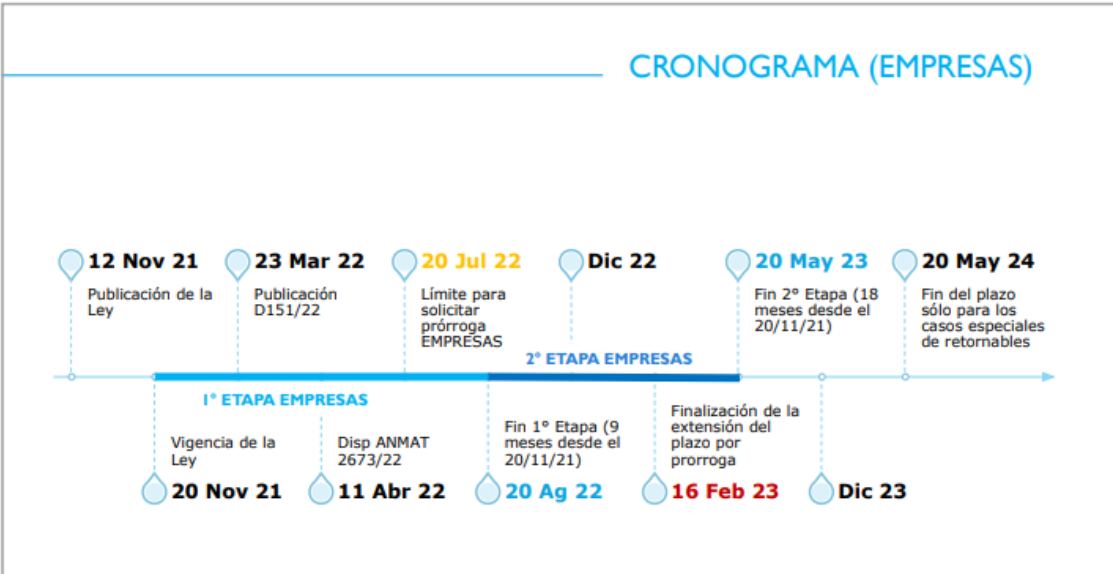 CRONOGRAMA (EMPRESAS)
12 Nov 21
Publicación de la
Ley
23 Mar 22
Publicación
D151/22
20 Jul 22
Límite para
solicitar
prórroga
EMPRESAS
Dic 22
20 May 23
Fin 2° Etapa (18
meses desde el
20/11/21)
20 May 24
Fin del plazo
sólo para los
casos especiales
de retornables
2° ETAPA EMPRESAS
1° ETAPA EMPRESAS
Vigencia de la
Ley
20 Nov 21
Disp ANMAT
2673/22
11 Abr 22
Fin 1° Etapa (9
meses desde el
20/11/21)
20 Ag 22
Finalización de la
extensión del
plazo por
prorroga
16 Feb 23
Dic 23